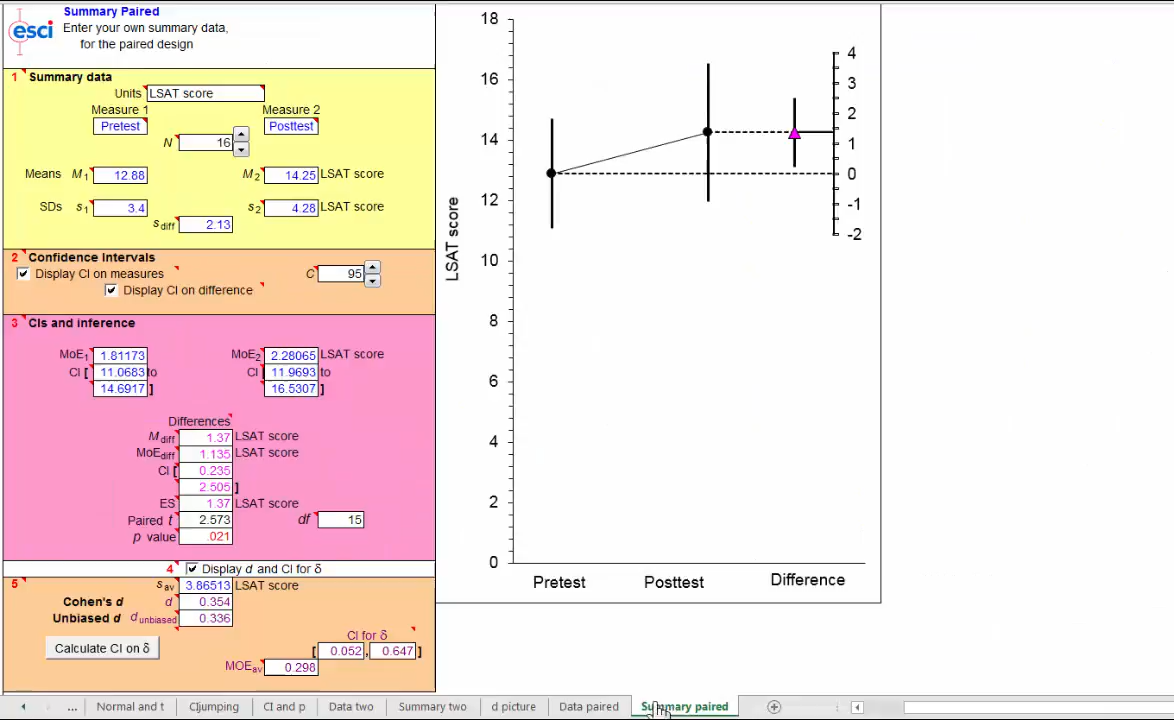 esci
Summary Paired
Enter your own summary data,
for the paired design
1 Summary data
Units LSAT score
Measure 1 Measure 2
Pretest Posttest
N 16
Means M1 12.88 M2 14.25 LSAT score
SDs s1 3.4 s2 4.28 LSAT score
sdiff 2.13
2 Confidence Intervals
Display CI on measures C 95
Display CI on difference
3 CIs and inference
MoE1 1.81173 MoE2 2.28065 LSAT score
CI [ 11.0683 to CI [ 11.9693 to
14.6917 ] 16.5307 ]
Differences
Mdiff 1.37 LSAT score
MoEdiff 1.135 LSAT score
CI [ 0.235
2.505 ]
ES 1.37 LSAT score
Paired t 2.573 df 15
p value .021
4 Display d and CI for δ
5 sav 3.86513 LSAT score
Cohen's d d 0.354
Unbiased d dunbiased 0.336
CI for δ
Calculate CI on δ [ 0.052 , 0.647 ]
MOEav 0.298
18
16
14
12
10
8
6
4
2
0
LSAT score
4
3
2
1
0
-1
-2
Pretest Posttest Difference
... Normal and t CIjumping CI and p Data two Summary two d picture Data paired Summary paired